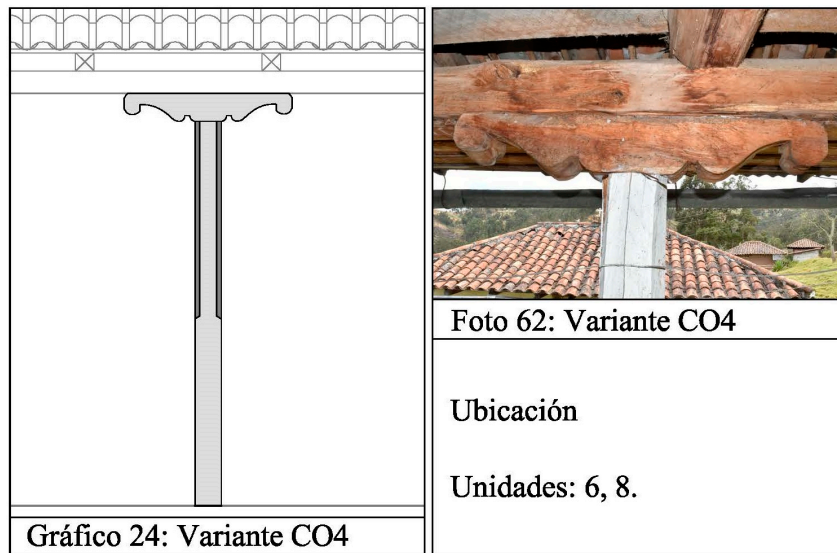 Gráfico 24: Variante CO4
Foto 62: Variante CO4
Ubicación
Unidades: 6, 8.